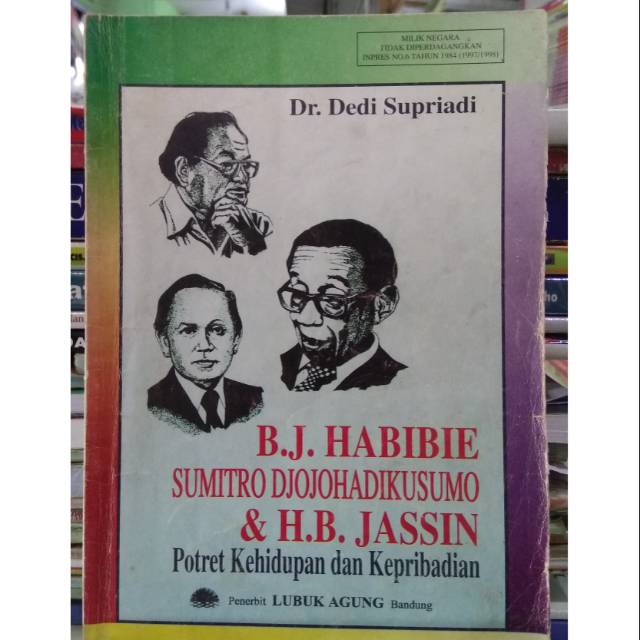 MILIK NEGARA
TIDAK DIPERDAGANGKAN
INPRES NO.6 TAHUN 1984 (1997/1998)
Dr. Dedi Supriadi
B.J. HABIBIE
SUMITRO DJOJOHADIKUSUMO
& H.B. JASSIN
Potret Kehidupan dan Kepribadian
Penerbit LUBUK AGUNG Bandung